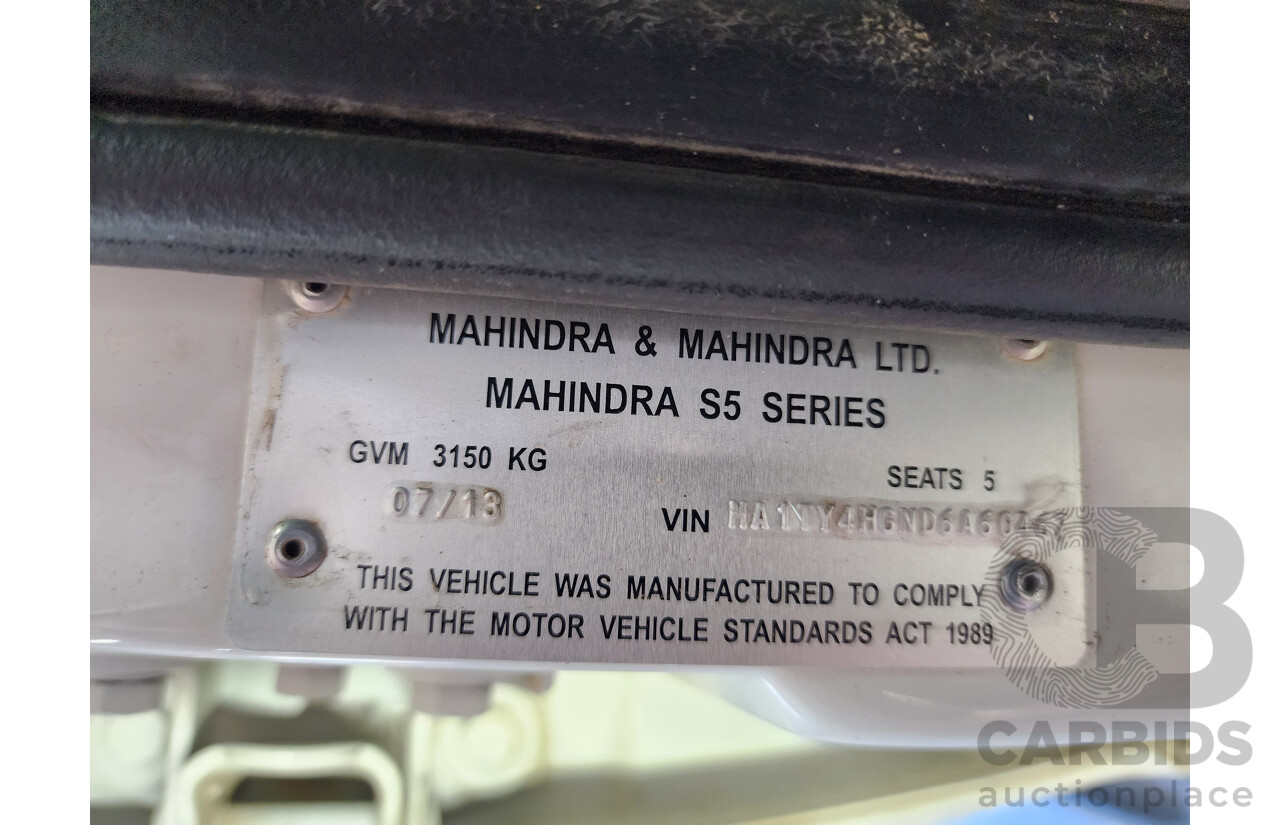 MAHINDRA & MAHINDRA LTD.
MAHINDRA S5 SERIES
GVM 3150 KG
SEATS 5
07/13
VIN
THIS VEHICLE WAS MANUFACTURED TO COMPLY
WITH THE MOTOR VEHICLE STANDARDS ACT 1989
CB
CARBIDS
auctionplace